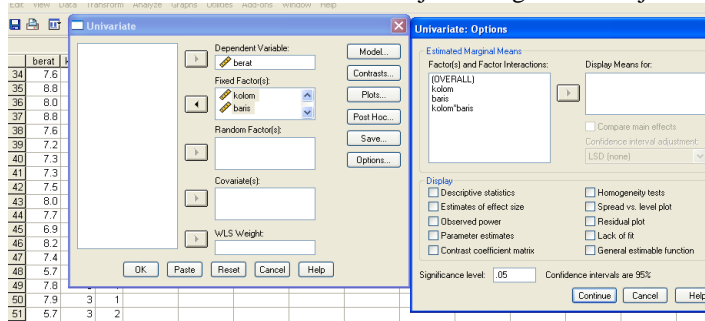 Edit View Data Transform Analyze Graphs Utilities Add-ons Window Help
berat
34 7.6
35 8.8
36 8.0
37 8.8
38 7.6
39 7.2
40 7.3
41 7.3
42 7.5
43 8.0
44 7.7
45 6.9
46 8.2
47 7.4
48 5.7
49 7.8
50 7.9 3 1
51 5.7 3 2
Univariate
Dependent Variable:
berat
Fixed Factor(s):
kolom
baris
Random Factor(s):
Covariate(s):
WLS Weight:
Model...
Contrasts...
Plots...
Post Hoc...
Save...
Options...
OK Paste Reset Cancel Help
Univariate: Options
Estimated Marginal Means
Factor(s) and Factor Interactions:
(OVERALL)
kolom
baris
kolom*baris
Display Means for:
Compare main effects
Confidence interval adjustment:
LSD (none)
Display
Descriptive statistics
Estimates of effect size
Observed power
Parameter estimates
Contrast coefficient matrix
Homogeneity tests
Spread vs. level plot
Residual plot
Lack of fit
General estimable function
Significance level: .05 Confidence intervals are 95%
Continue Cancel Help